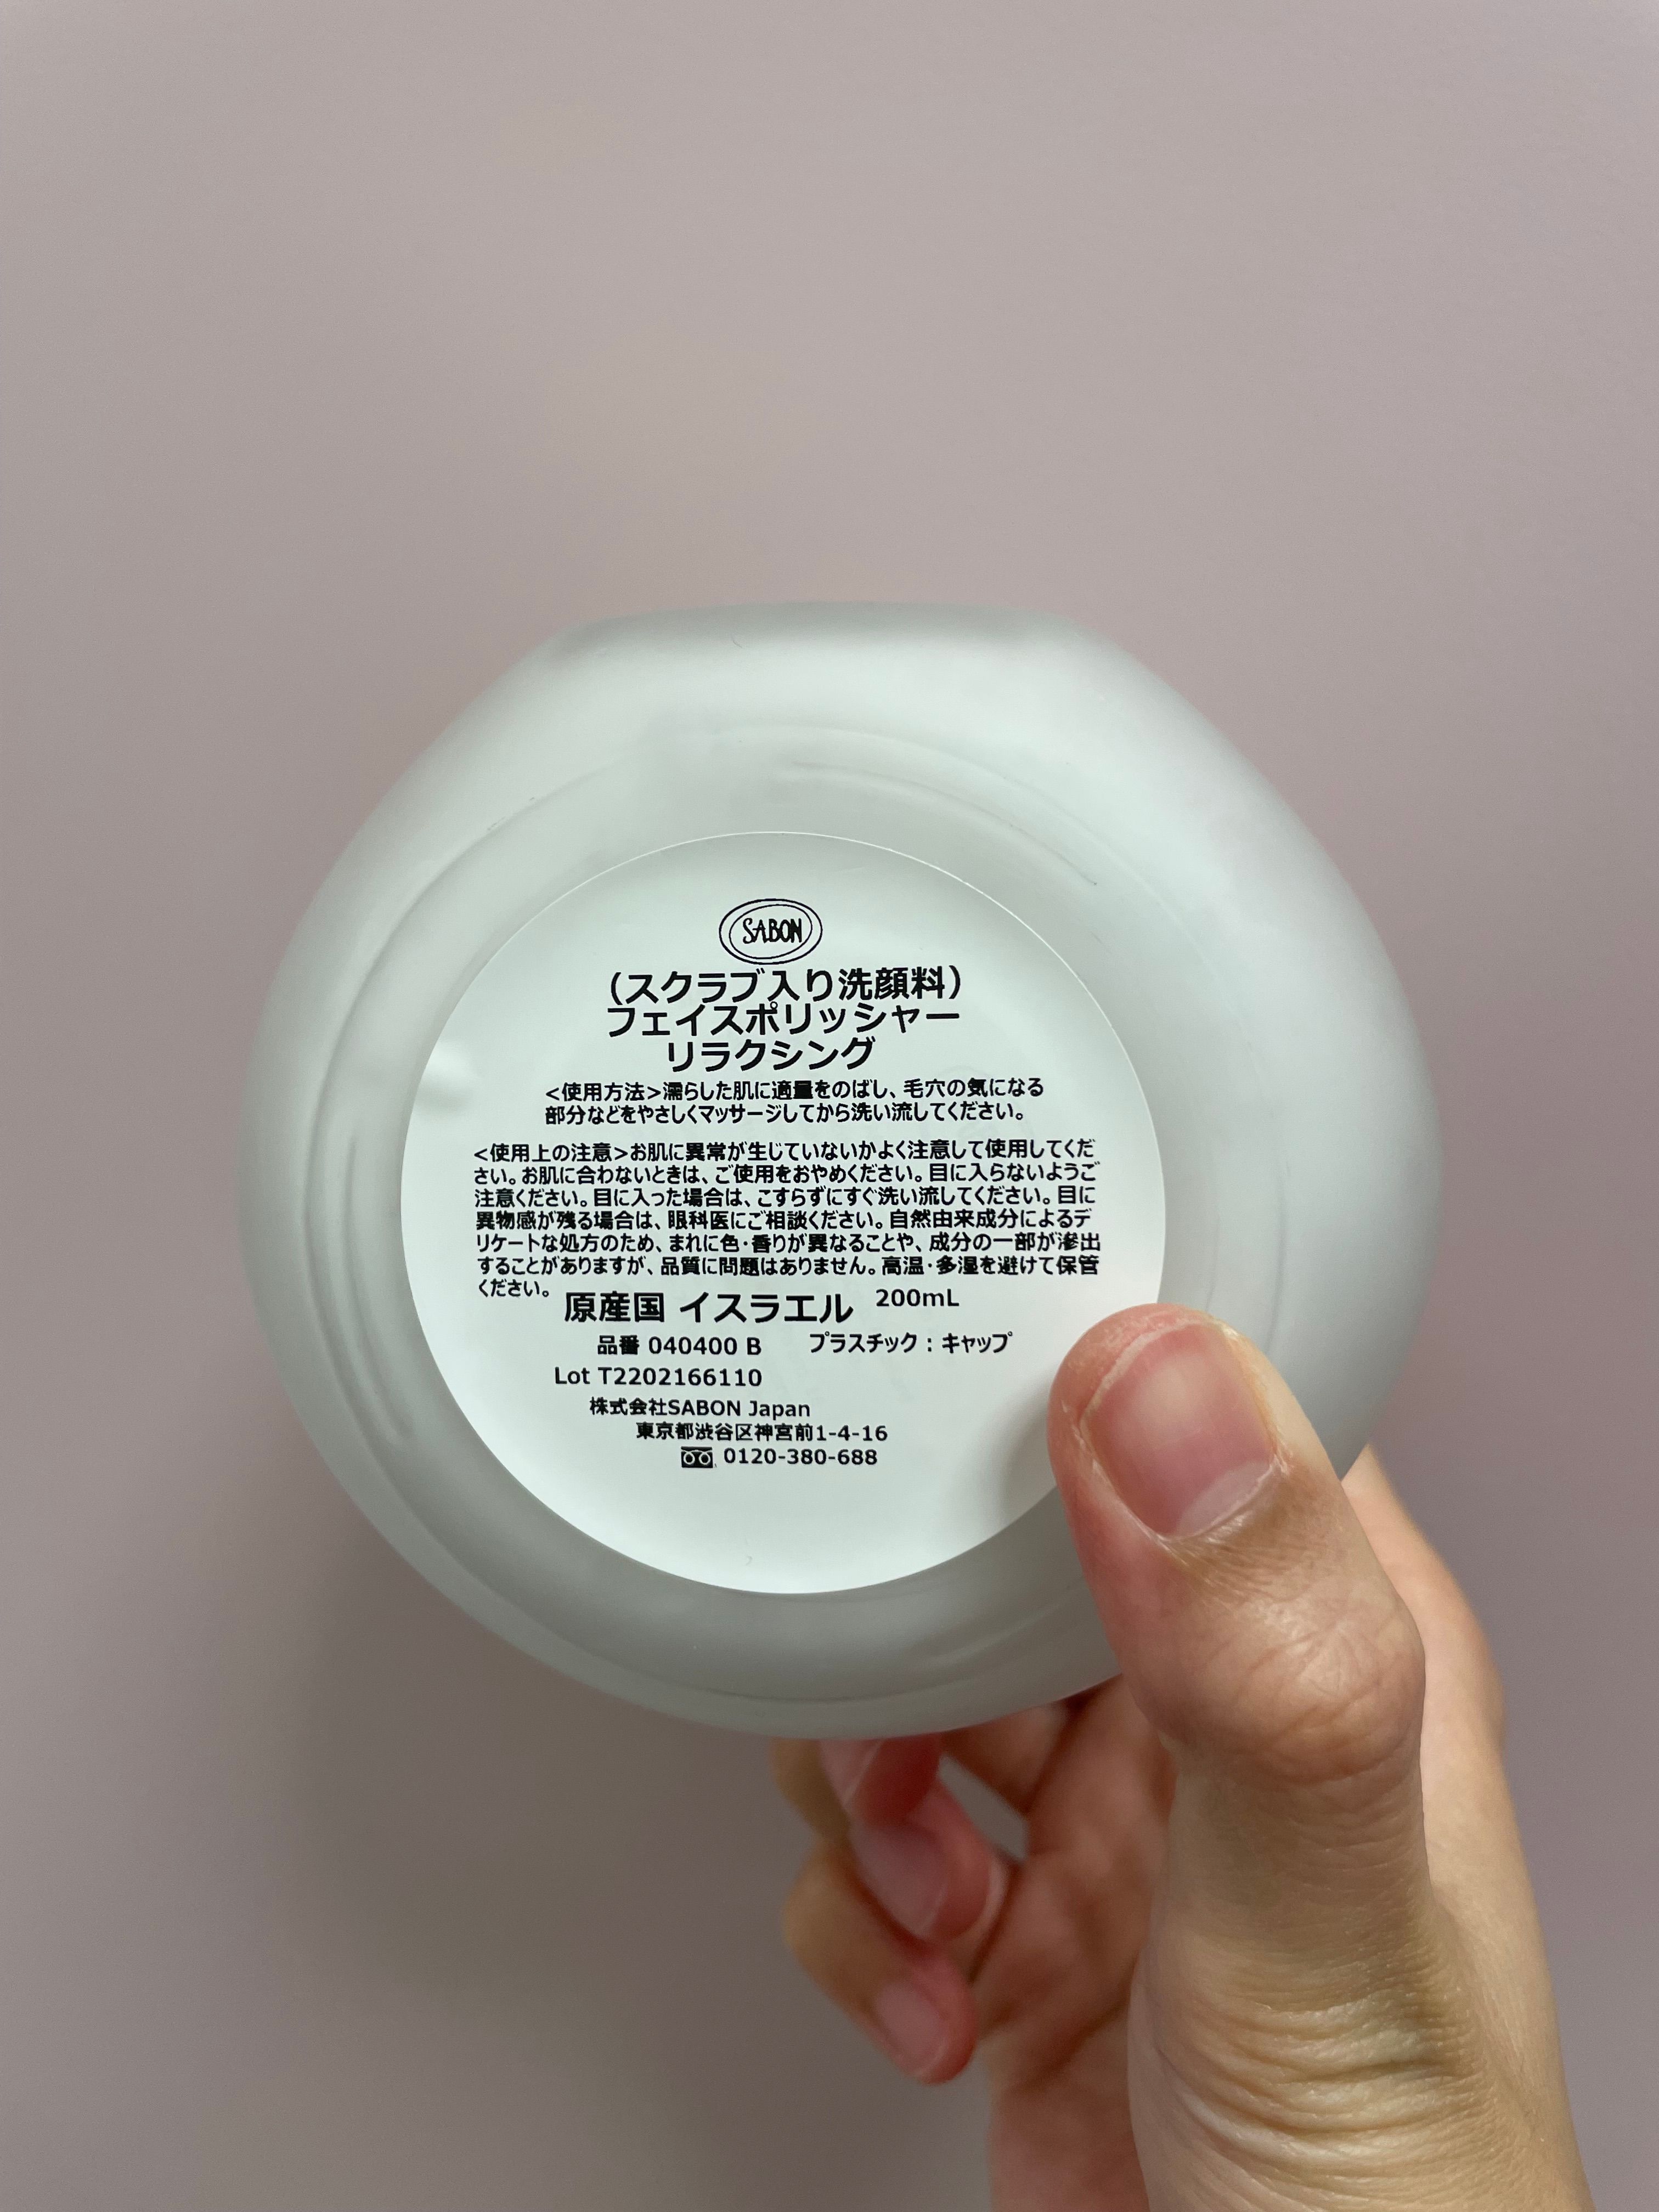 SABON
(スクラブ入り洗顔料)
フェイスポリッシャー
リラクシング
<使用方法>濡らした肌に適量をのばし、毛穴の気になる
部分などをやさしくマッサージしてから洗い流してください。
<使用上の注意>お肌に異常が生じていないかよく注意して使用してくだ
さい。お肌に合わないときは、ご使用をおやめください。目に入らないようご
注意ください。目に入った場合は、こすらずにすぐ洗い流してください。目に
異物感が残る場合は、眼科医にご相談ください。自然由来成分によるデ
リケートな処方のため、まれに色・香りが異なることや、成分の一部が滲出
することがありますが、品質に問題はありません。高温・多湿を避けて保管
ください。
原産国 イスラエル 200mL
品番 040400 B プラスチック:キャップ
Lot T2202166110
株式会社SABON Japan
東京都渋谷区神宮前1-4-16
0120-380-688